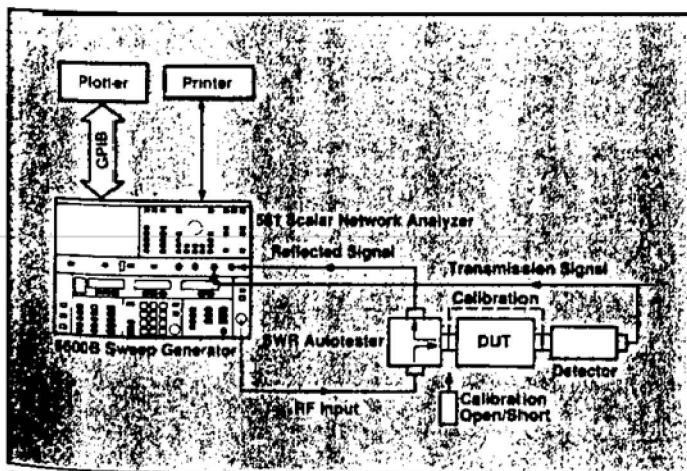 Plotter
Printer
GPIB
561 Scalar Network Analyzer
Reflected Signal
Transmission Signal
Calibration
6600B Sweep Generator
SWR Autotester
DUT
Detector
RF Input
Calibration
Open/Short